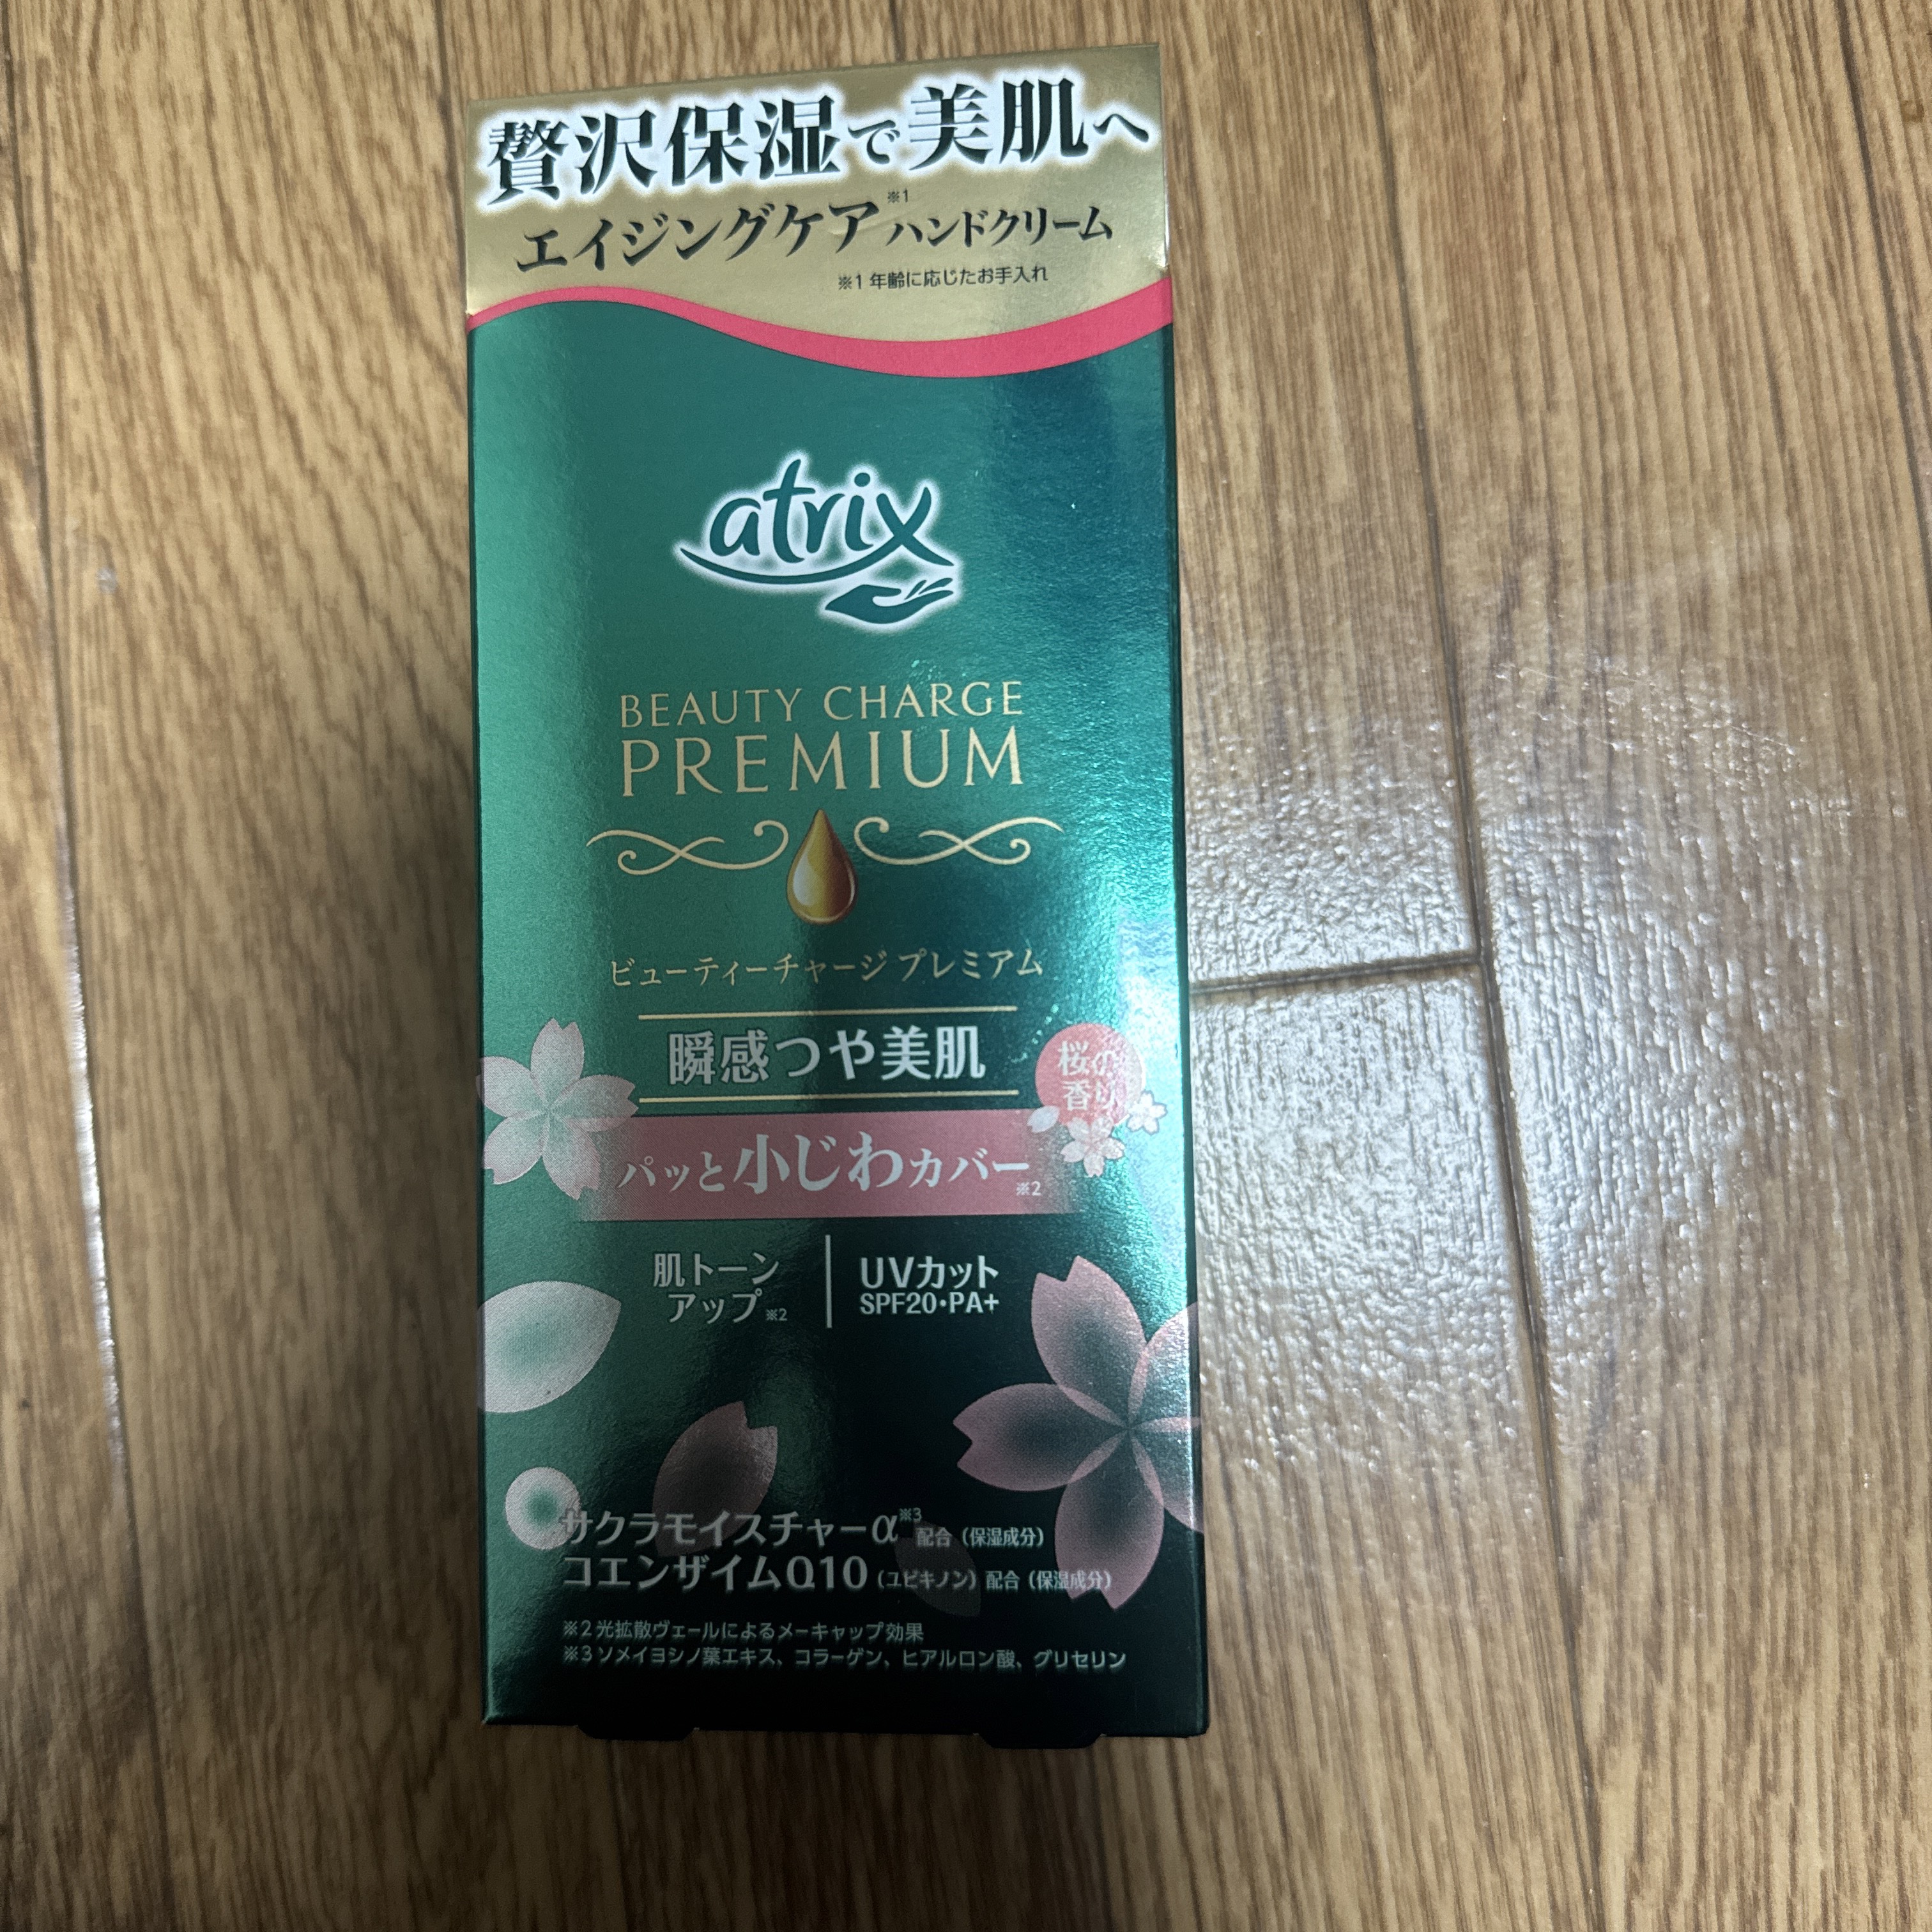 贅沢保湿で美肌へ
エイジングケア※1ハンドクリーム
※1 年齢に応じたお手入れ
atrix
BEAUTY CHARGE
PREMIUM
ビューティーチャージ プレミアム
瞬感つや美肌
桜の
香り
パッと小じわカバー※2
肌トーン
アップ※2
UVカット
SPF20・PA+
サクラモイスチャーα※3配合（保湿成分）
コエンザイムQ10（ユビキノン）配合（保湿成分）
※2 光拡散ヴェールによるメーキャップ効果
※3 ソメイヨシノ葉エキス、コラーゲン、ヒアルロン酸、グリセリン